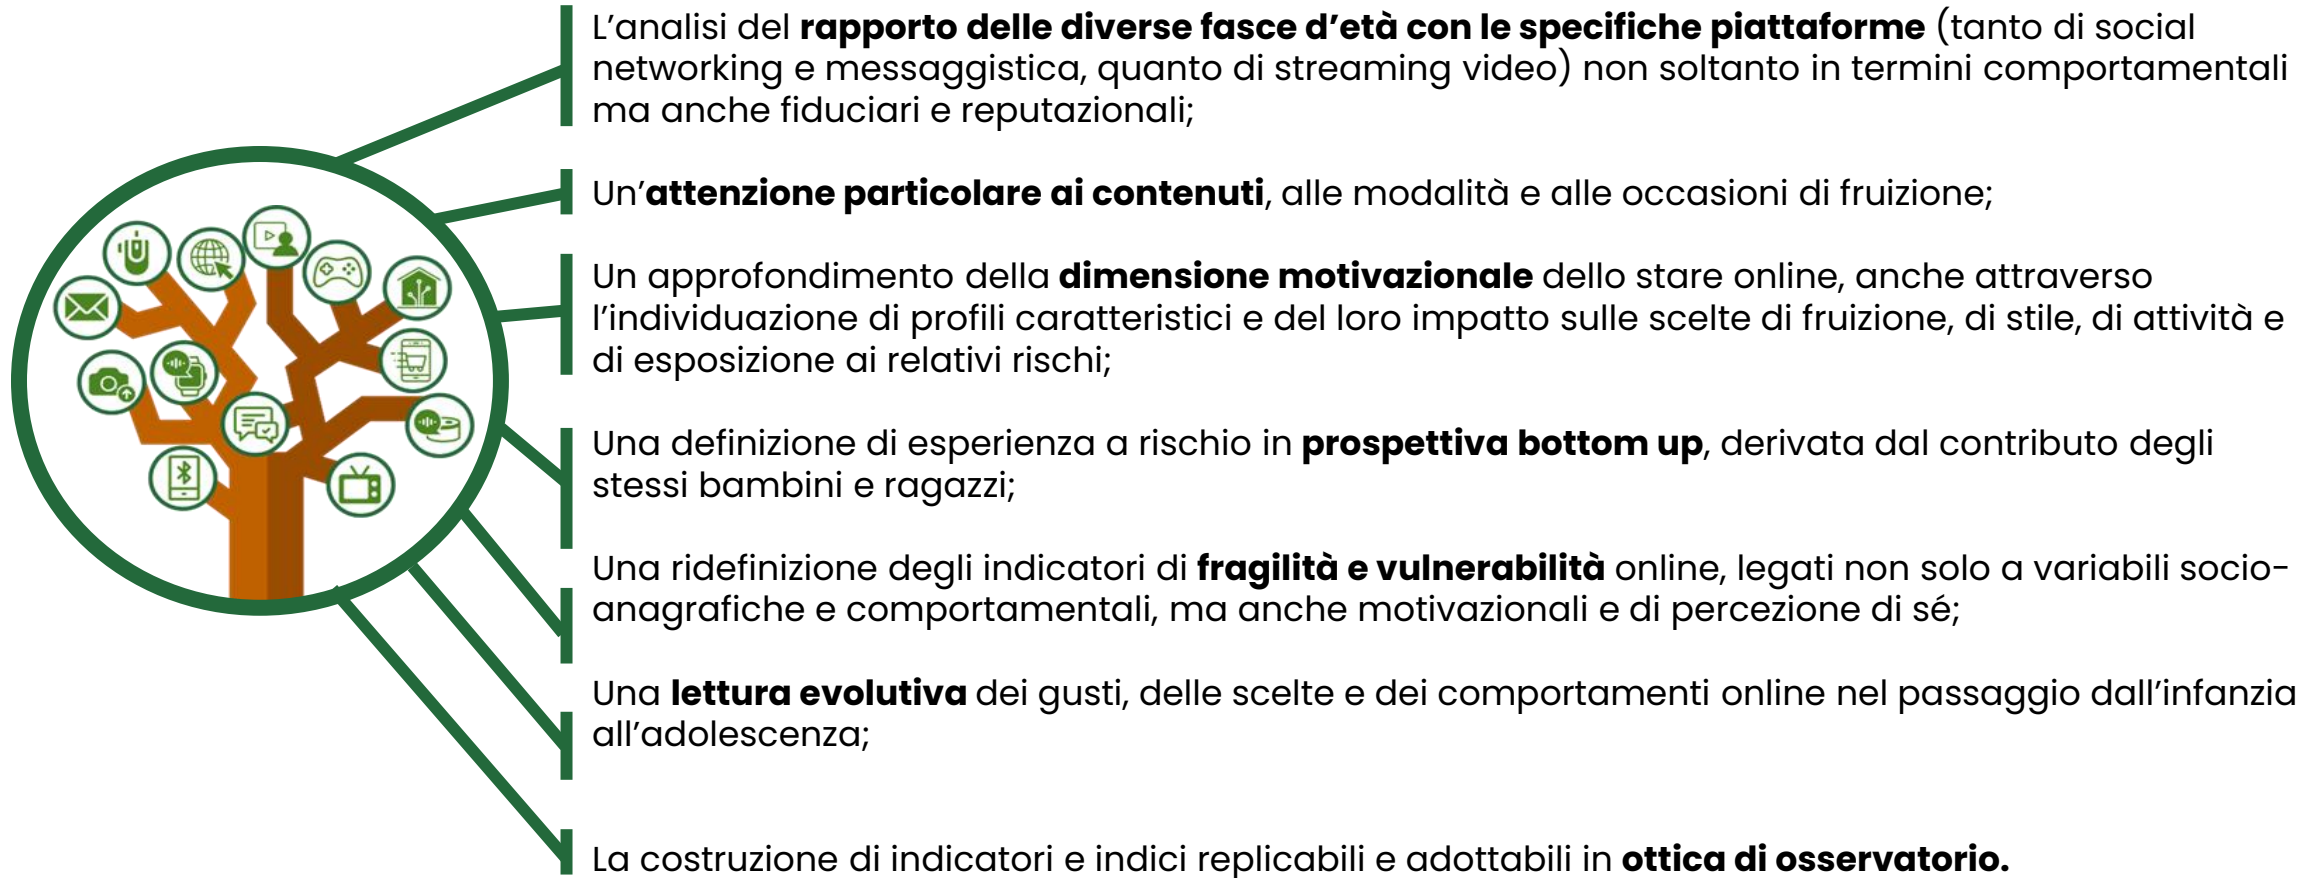 L’analisi del rapporto delle diverse fasce d’età con le specifiche piattaforme (tanto di social
networking e messaggistica, quanto di streaming video) non soltanto in termini comportamentali
ma anche fiduciari e reputazionali;
Un’attenzione particolare ai contenuti, alle modalità e alle occasioni di fruizione;
Un approfondimento della dimensione motivazionale dello stare online, anche attraverso
l’individuazione di profili caratteristici e del loro impatto sulle scelte di fruizione, di stile, di attività e
di esposizione ai relativi rischi;
Una definizione di esperienza a rischio in prospettiva bottom up, derivata dal contributo degli
stessi bambini e ragazzi;
Una ridefinizione degli indicatori di fragilità e vulnerabilità online, legati non solo a variabili socio-
anagrafiche e comportamentali, ma anche motivazionali e di percezione di sé;
Una lettura evolutiva dei gusti, delle scelte e dei comportamenti online nel passaggio dall’infanzia
all’adolescenza;
La costruzione di indicatori e indici replicabili e adottabili in ottica di osservatorio.